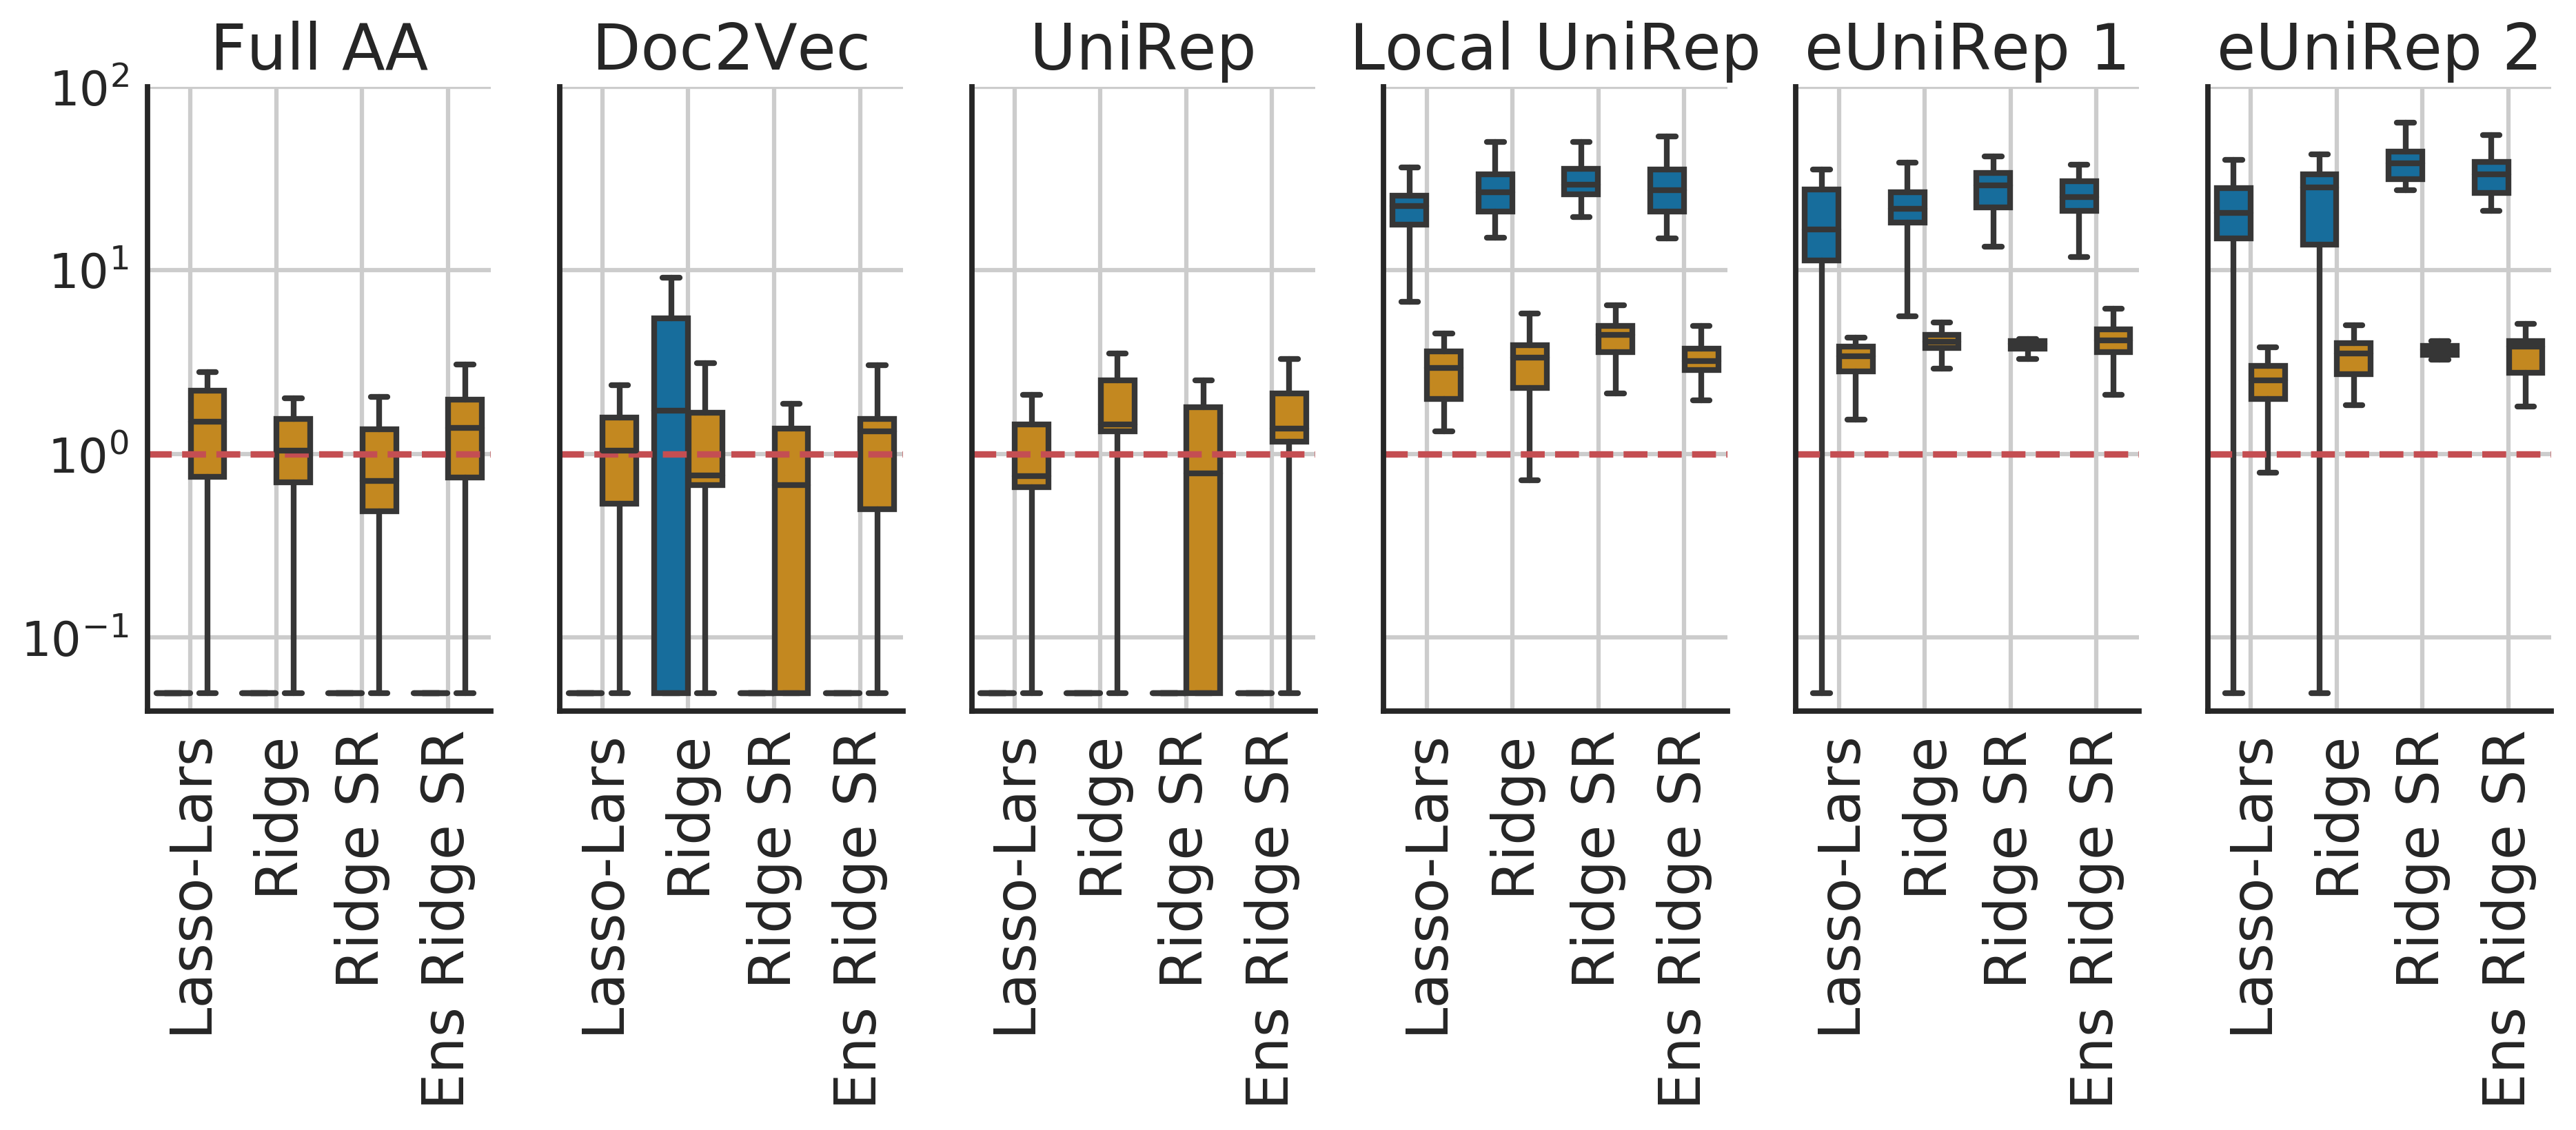 Full AA
Doc2Vec
UniRep
Local UniRep
eUniRep 1
eUniRep 2
10²
10¹
10⁰
10⁻¹
Lasso-Lars
Ridge
Ridge SR
Ens Ridge SR
Lasso-Lars
Ridge
Ridge SR
Ens Ridge SR
Lasso-Lars
Ridge
Ridge SR
Ens Ridge SR
Lasso-Lars
Ridge
Ridge SR
Ens Ridge SR
Lasso-Lars
Ridge
Ridge SR
Ens Ridge SR
Lasso-Lars
Ridge
Ridge SR
Ens Ridge SR